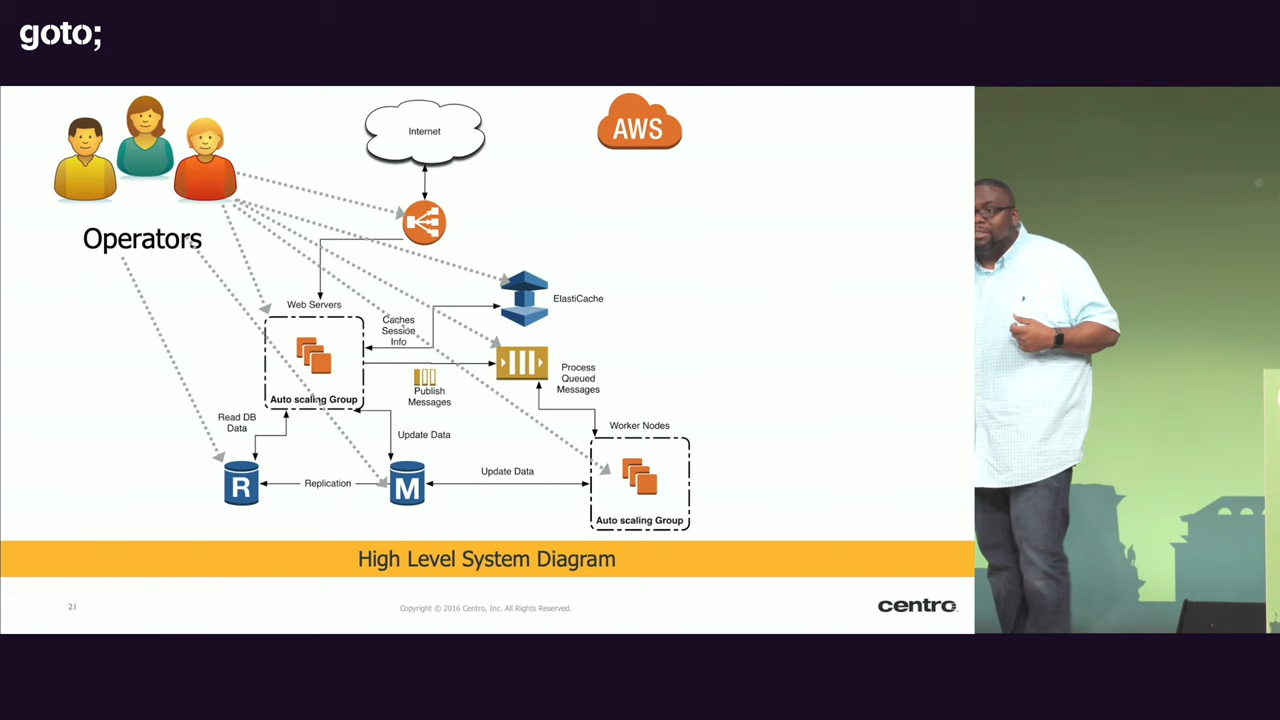 goto;
Internet
AWS
Operators
Web Servers
ElastiCache
Caches
Session
Info
Process
Queued
Messages
Publish
Messages
Auto scaling Group
Read DB
Data
Update Data
Worker Nodes
R
Replication
M
Update Data
Auto scaling Group
High Level System Diagram
21
Copyright © 2016 Centro, Inc. All Rights Reserved.
centro